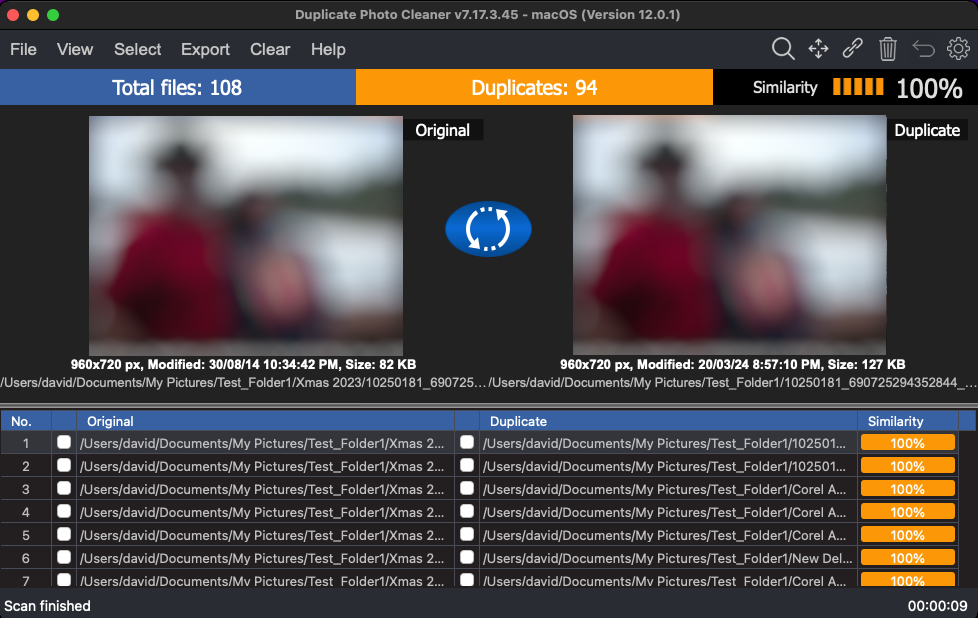 Duplicate Photo Cleaner v7.17.3.45 - macOS (Version 12.0.1)
File View Select Export Clear Help
Total files: 108 Duplicates: 94 Similarity 100%
Original Duplicate
960x720 px, Modified: 30/08/14 10:34:42 PM, Size: 82 KB 960x720 px, Modified: 20/03/24 8:57:10 PM, Size: 127 KB
/Users/david/Documents/My Pictures/Test_Folder1/Xmas 2023/10250181_690725... /Users/david/Documents/My Pictures/Test_Folder1/10250181_690725294352844_...
No. Original Duplicate Similarity
1 /Users/david/Documents/My Pictures/Test_Folder1/Xmas 2... /Users/david/Documents/My Pictures/Test_Folder1/102501... 100%
2 /Users/david/Documents/My Pictures/Test_Folder1/Xmas 2... /Users/david/Documents/My Pictures/Test_Folder1/102501... 100%
3 /Users/david/Documents/My Pictures/Test_Folder1/Xmas 2... /Users/david/Documents/My Pictures/Test_Folder1/Corel A... 100%
4 /Users/david/Documents/My Pictures/Test_Folder1/Xmas 2... /Users/david/Documents/My Pictures/Test_Folder1/Corel A... 100%
5 /Users/david/Documents/My Pictures/Test_Folder1/Xmas 2... /Users/david/Documents/My Pictures/Test_Folder1/Corel A... 100%
6 /Users/david/Documents/My Pictures/Test_Folder1/Xmas 2... /Users/david/Documents/My Pictures/Test_Folder1/New Del... 100%
7 /Users/david/Documents/My Pictures/Test_Folder1/Xmas 2... /Users/david/Documents/My Pictures/Test_Folder1/Corel A... 100%
Scan finished 00:00:09